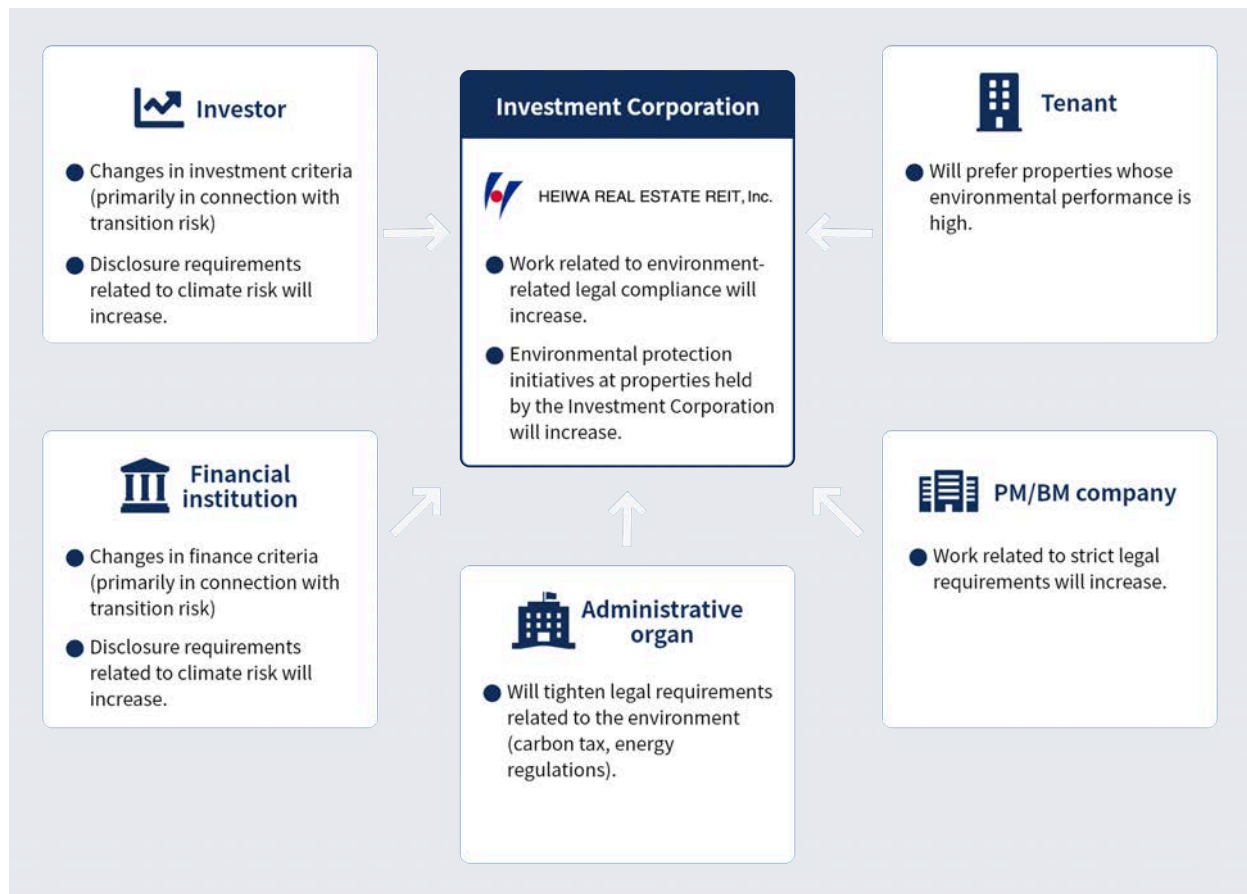 Investor
Changes in investment criteria
(primarily in connection with
transition risk)
Disclosure requirements
related to climate risk will
increase.
Investment Corporation
HEIWA REAL ESTATE REIT, Inc.
Work related to environment-
related legal compliance will
increase.
Environmental protection
initiatives at properties held
by the Investment Corporation
will increase.
Tenant
Will prefer properties whose
environmental performance is
high.
Financial
institution
Changes in finance criteria
(primarily in connection with
transition risk)
Disclosure requirements
related to climate risk will
increase.
Administrative
organ
Will tighten legal requirements
related to the environment
(carbon tax, energy
regulations).
PM/BM company
Work related to strict legal
requirements will increase.